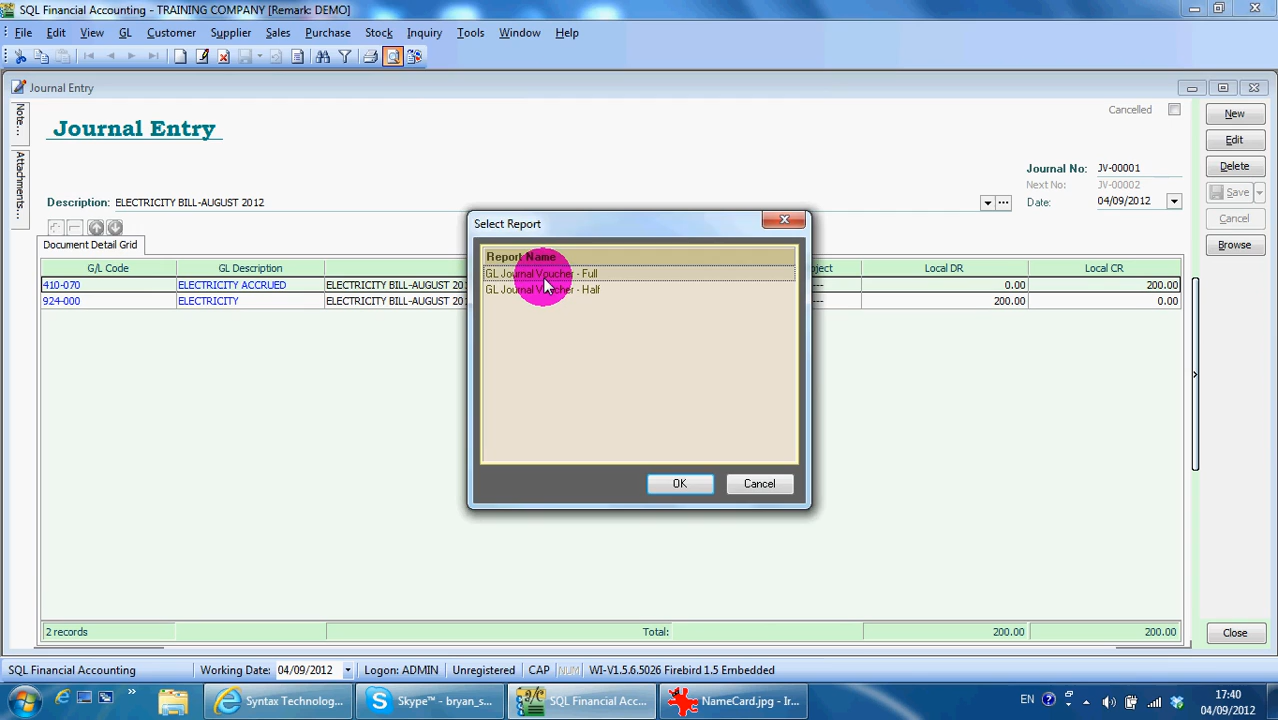 SQL Financial Accounting - TRAINING COMPANY [Remark: DEMO]
File Edit View GL Customer Supplier Sales Purchase Stock Inquiry Tools Window Help
Journal Entry
Note...
Attachments...
Journal Entry
Cancelled
Journal No: JV-00001
Next No: JV-00002
Description: ELECTRICITY BILL-AUGUST 2012
Date: 04/09/2012
Document Detail Grid
G/L Code GL Description Local DR Local CR
410-070 ELECTRICITY ACCRUED ELECTRICITY BILL-AUGUST 0.00 200.00
924-000 ELECTRICITY ELECTRICITY BILL-AUGUST 200.00 0.00
2 records Total: 200.00 200.00
Select Report
Report Name
GL Journal Voucher - Full
GL Journal Voucher - Half
OK Cancel
New
Edit
Delete
Save
Cancel
Browse
Close
SQL Financial Accounting Working Date: 04/09/2012 Logon: ADMIN Unregistered CAP NUM WI-V1.5.6.5026 Firebird 1.5 Embedded
Syntax Technolog... Skype™ - bryan_s... SQL Financial Acc... NameCard.jpg - Ir...
EN
17:40
04/09/2012